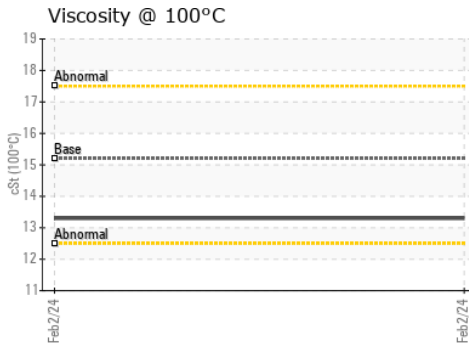 Viscosity @ 100°C
19
18
Abnormal
17
16
Base
15
14
13
Abnormal
12
11
cSt (100°C)
Feb2/24
Feb2/24